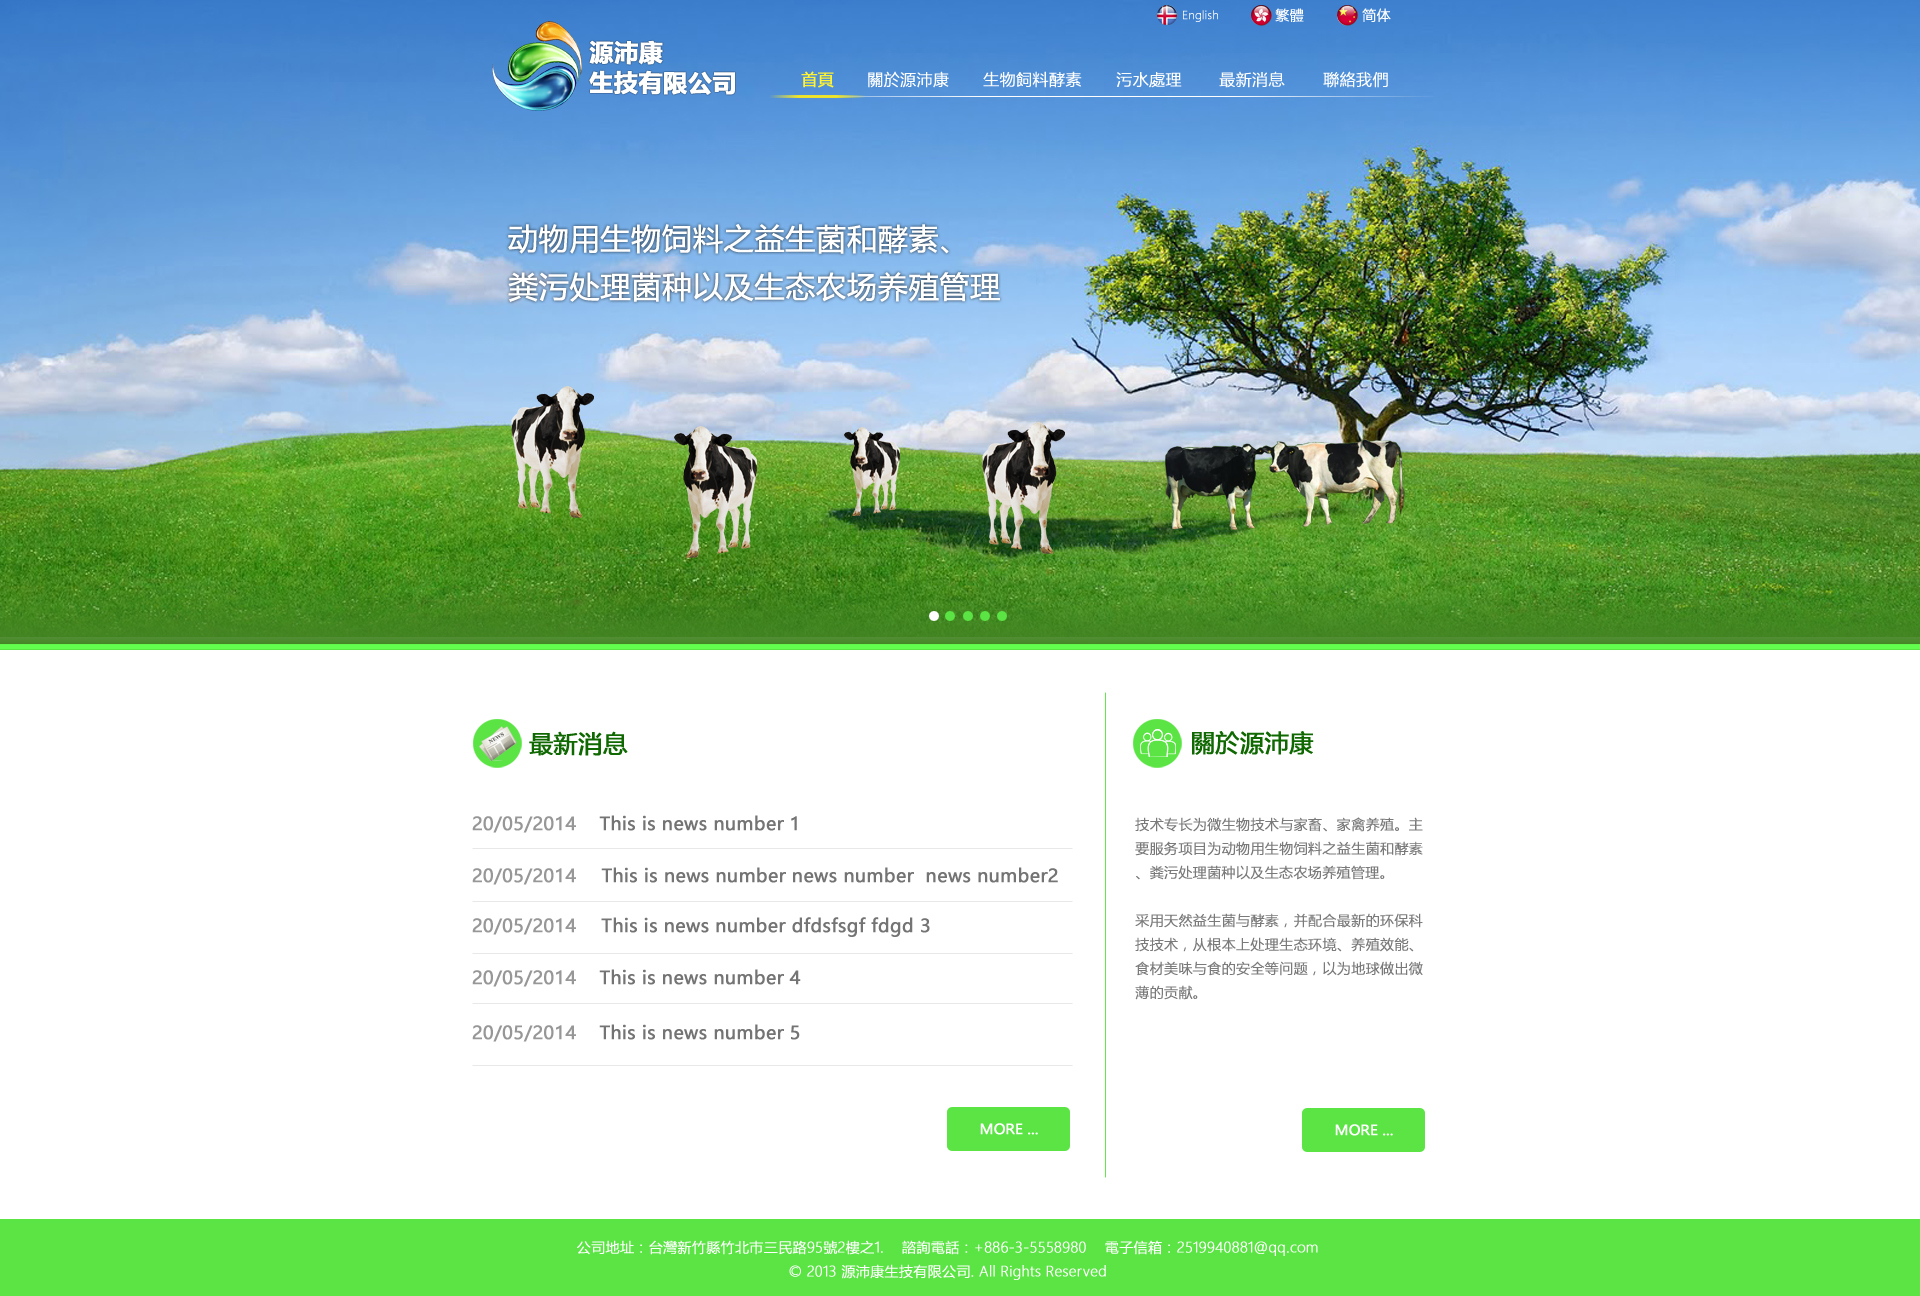 English 繁體 简体
源沛康
生技有限公司
首頁 關於源沛康 生物飼料酵素 污水處理 最新消息 聯絡我們
动物用生物饲料之益生菌和酵素、
粪污处理菌种以及生态农场养殖管理
NEWS
最新消息
20/05/2014 This is news number 1
20/05/2014 This is news number news number  news number2
20/05/2014 This is news number dfdsfsgf fdgd 3
20/05/2014 This is news number 4
20/05/2014 This is news number 5
MORE ...
關於源沛康
技术专长为微生物技术与家畜、家禽养殖。主
要服务项目为动物用生物饲料之益生菌和酵素
、粪污处理菌种以及生态农场养殖管理。
采用天然益生菌与酵素，并配合最新的环保科
技技术，从根本上处理生态环境、养殖效能、
食材美味与食的安全等问题，以为地球做出微
薄的贡献。
MORE ...
公司地址：台灣新竹縣竹北市三民路95號2樓之1. 諮詢電話：+886-3-5558980 電子信箱：2519940881@qq.com
© 2013 源沛康生技有限公司. All Rights Reserved